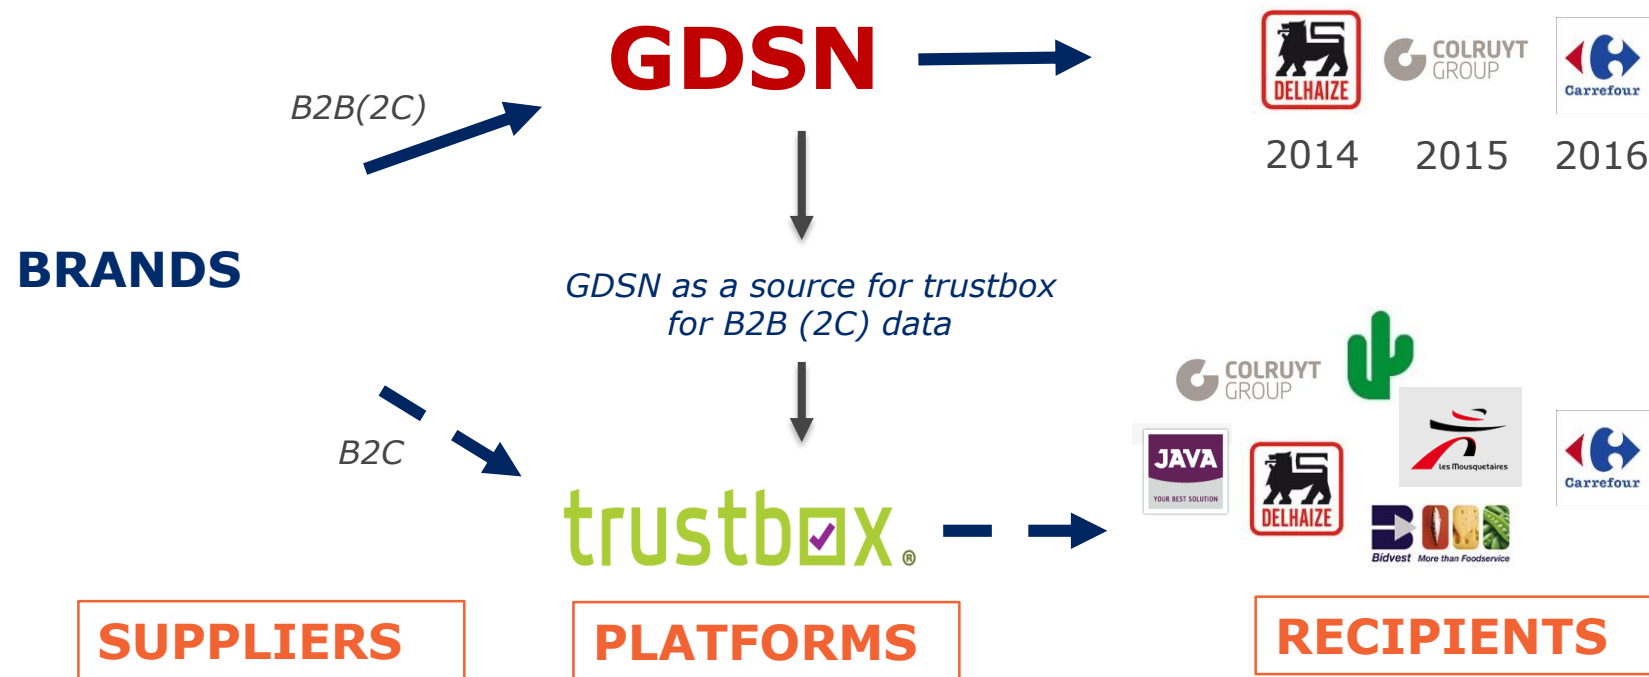 GDSN
DELHAIZE
COLRUYT
GROUP
Carrefour
B2B(2C)
2014 2015 2016
BRANDS
GDSN as a source for trustbox
for B2B (2C) data
COLRUYT
GROUP
les Mousquetaires
B2C
JAVA
YOUR BEST SOLUTION
DELHAIZE
Carrefour
trustbox®
Bidvest More than Foodservice
SUPPLIERS
PLATFORMS
RECIPIENTS